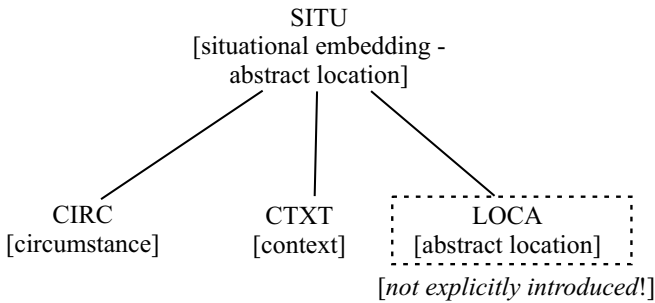 SITU
[situational embedding -
abstract location]
CIRC
[circumstance]
CTXT
[context]
LOCA
[abstract location]
[not explicitly introduced!]